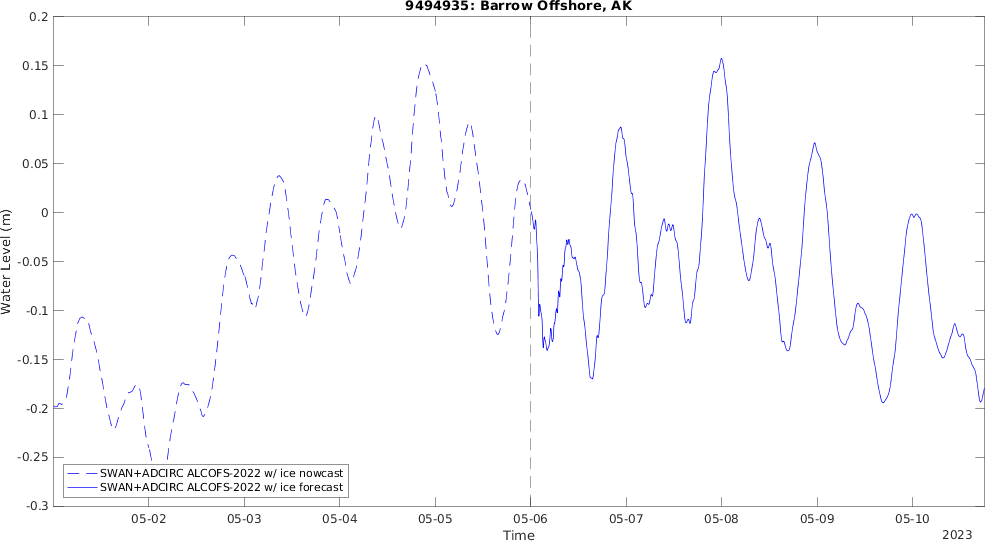 9494935: Barrow Offshore, AK
0.2
0.15
0.1
0.05
0
-0.05
-0.1
-0.15
-0.2
-0.25
-0.3
Water Level (m)
SWAN+ADCIRC ALCOFS-2022 w/ ice nowcast
SWAN+ADCIRC ALCOFS-2022 w/ ice forecast
05-02 05-03 05-04 05-05 05-06 05-07 05-08 05-09 05-10
Time
2023